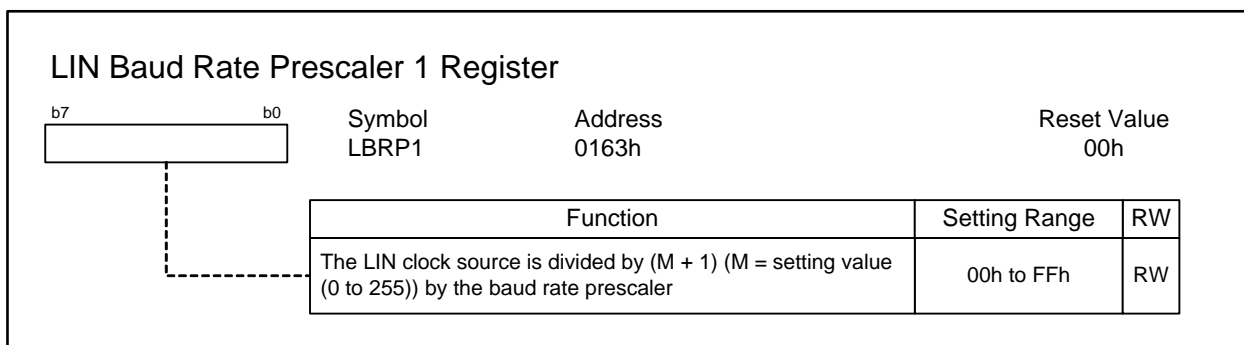 LIN Baud Rate Prescaler 1 Register
b7 b0 Symbol Address Reset Value
LBRP1 0163h 00h
Function Setting Range RW
The LIN clock source is divided by (M + 1) (M = setting value
(0 to 255)) by the baud rate prescaler
00h to FFh RW